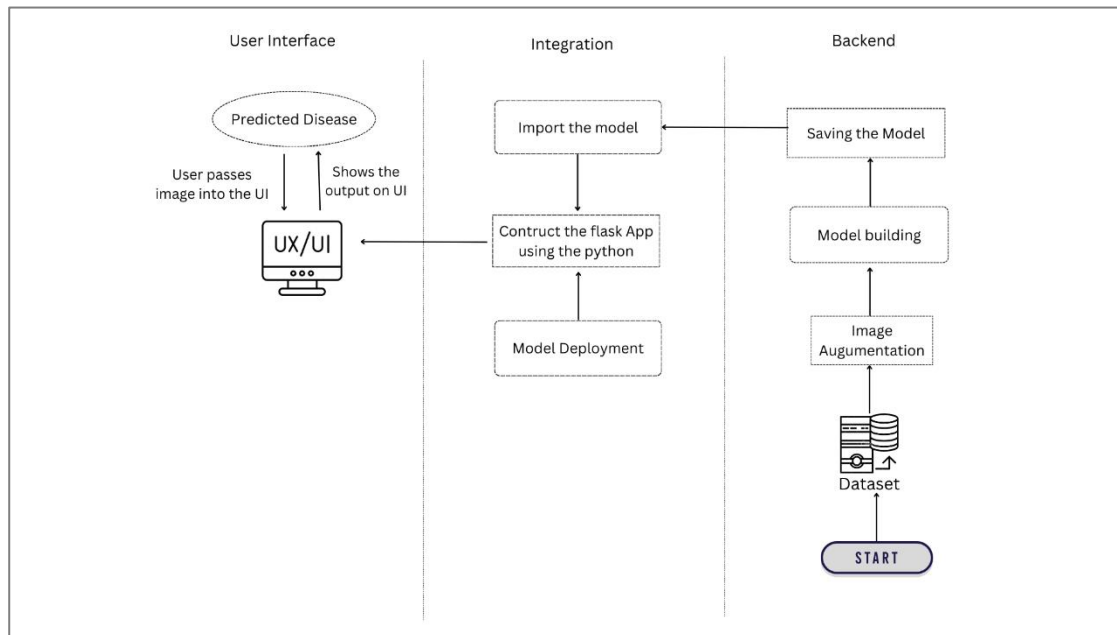 User Interface
Integration
Backend
Predicted Disease
User passes
image into the UI
Shows the
output on UI
UX/UI
Import the model
Contruct the flask App
using the python
Model Deployment
Saving the Model
Model building
Image
Augumentation
Dataset
START